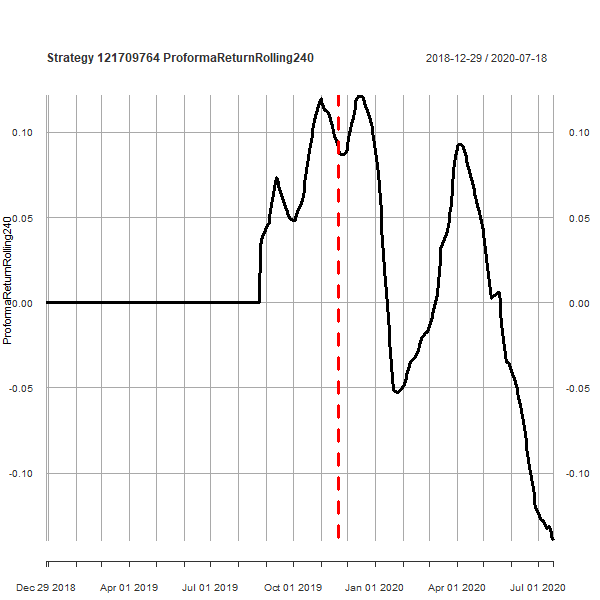 Strategy 121709764 ProformaReturnRolling240
2018-12-29 / 2020-07-18
ProformaReturnRolling240
0.10
0.05
0.00
-0.05
-0.10
0.10
0.05
0.00
-0.05
-0.10
Dec 29 2018
Apr 01 2019
Jul 01 2019
Oct 01 2019
Jan 01 2020
Apr 01 2020
Jul 01 2020